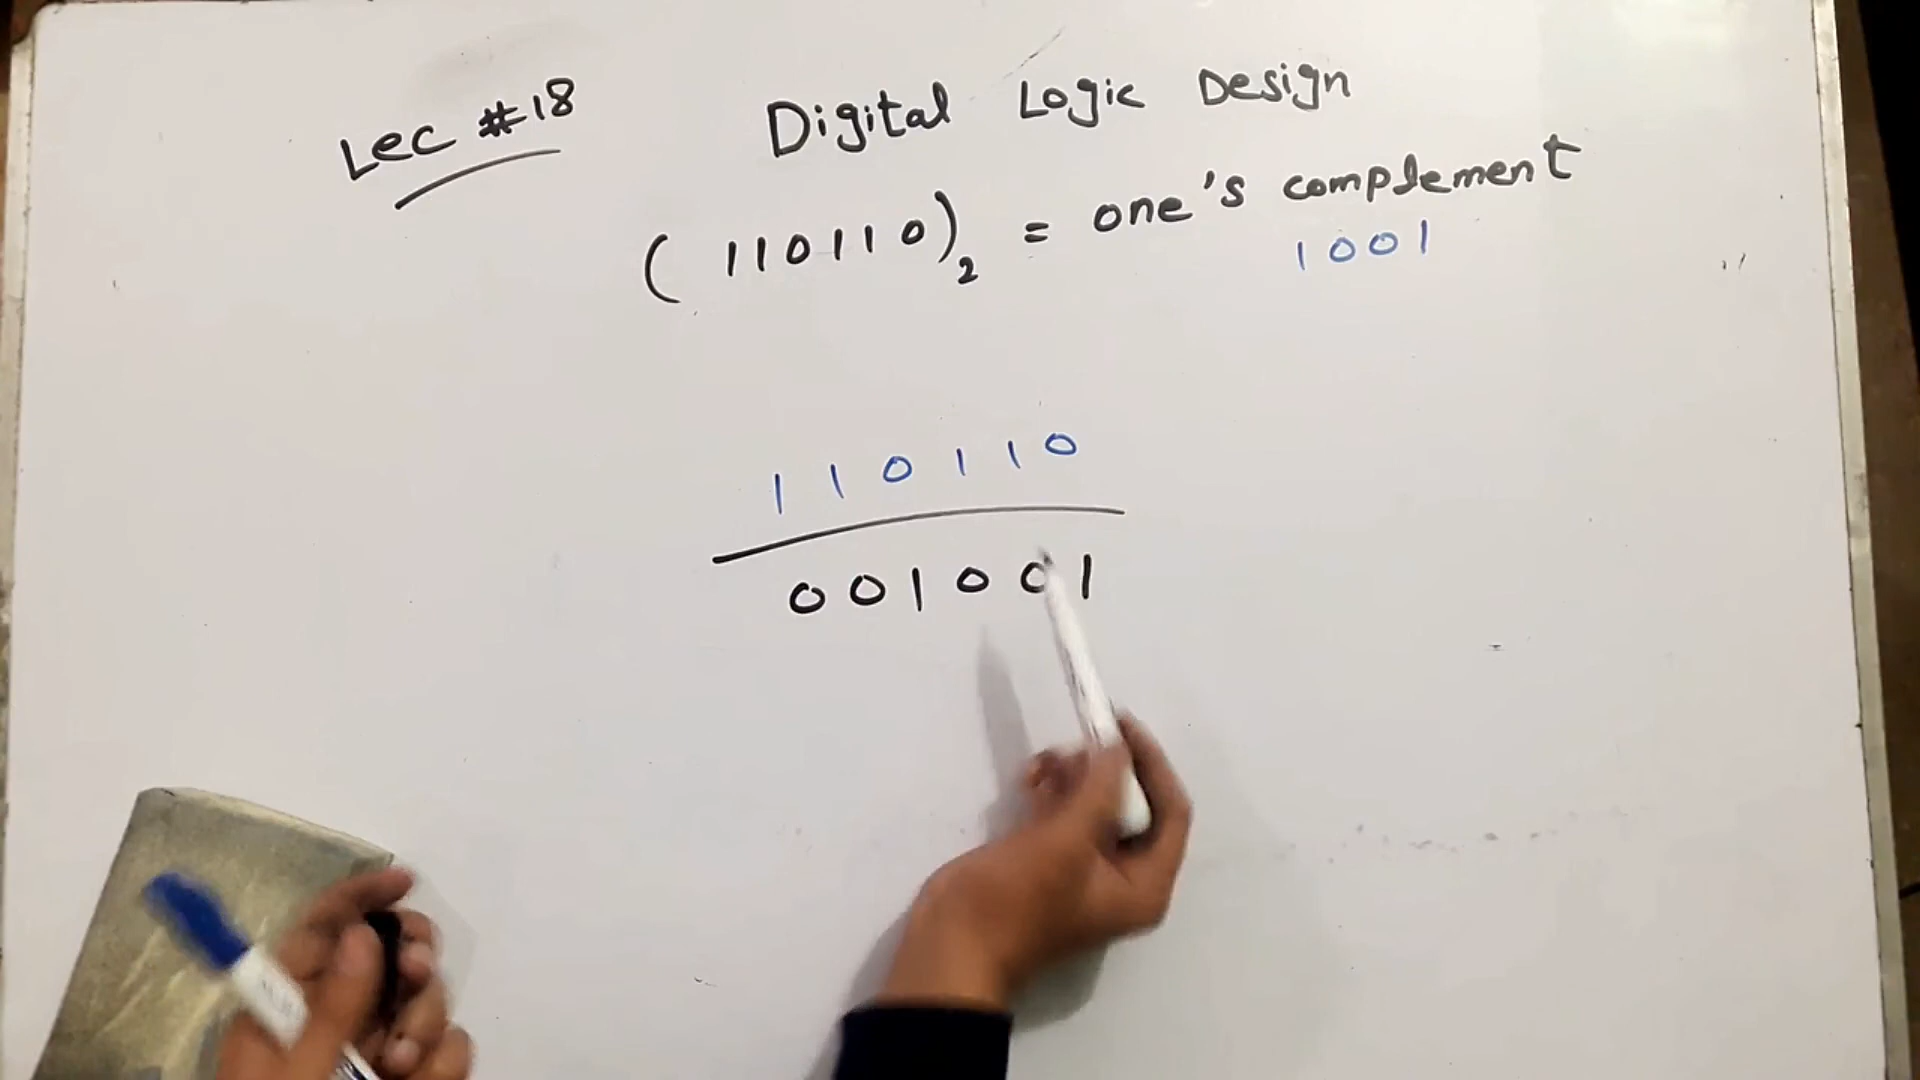 Lec #18
Digital Logic Design
(110110)2 = one's complement
1001
110110
001001